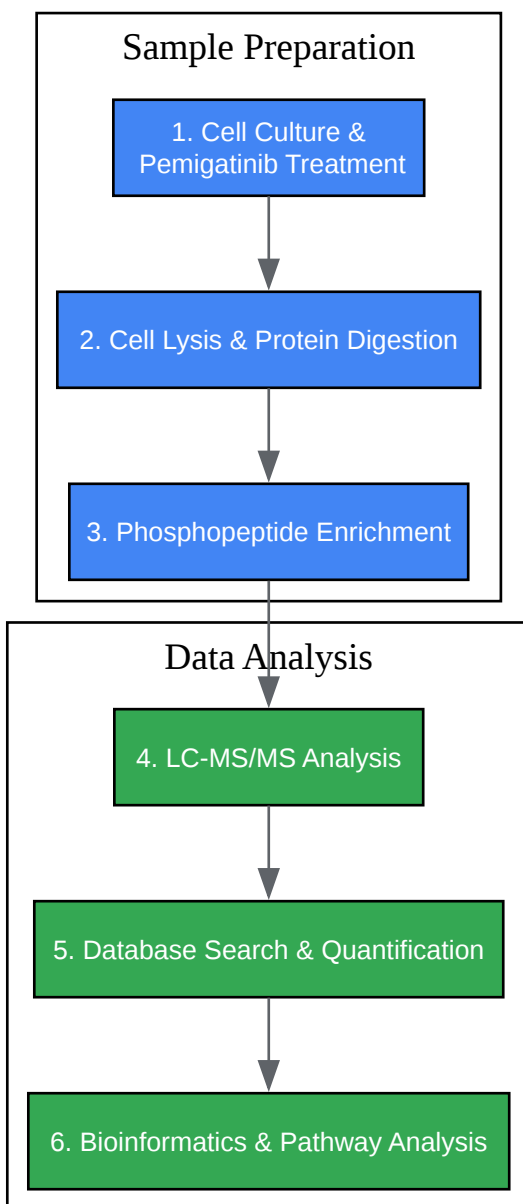 Sample Preparation
1. Cell Culture &
Pemigatinib Treatment
2. Cell Lysis & Protein Digestion
3. Phosphopeptide Enrichment
Data Analysis
4. LC-MS/MS Analysis
5. Database Search & Quantification
6. Bioinformatics & Pathway Analysis